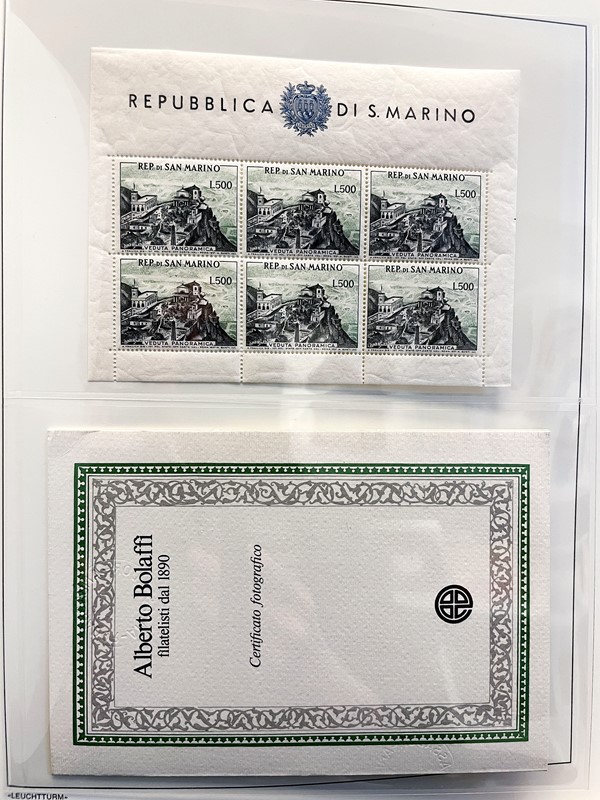 REPUBBLICA DI S. MARINO
REP. DI SAN MARINO
L.500
VEDUTA PANORAMICA
REP. DI SAN MARINO
L.500
VEDUTA PANORAMICA
REP. DI SAN MARINO
L.500
VEDUTA PANORAMICA
REP. DI SAN MARINO
L.500
VEDUTA PANORAMICA
REP. DI SAN MARINO
L.500
VEDUTA PANORAMICA
REP. DI SAN MARINO
L.500
VEDUTA PANORAMICA
Alberto Bolaffi
filatelisti dal 1890
Certificato fotografico
»LEUCHTTURM«